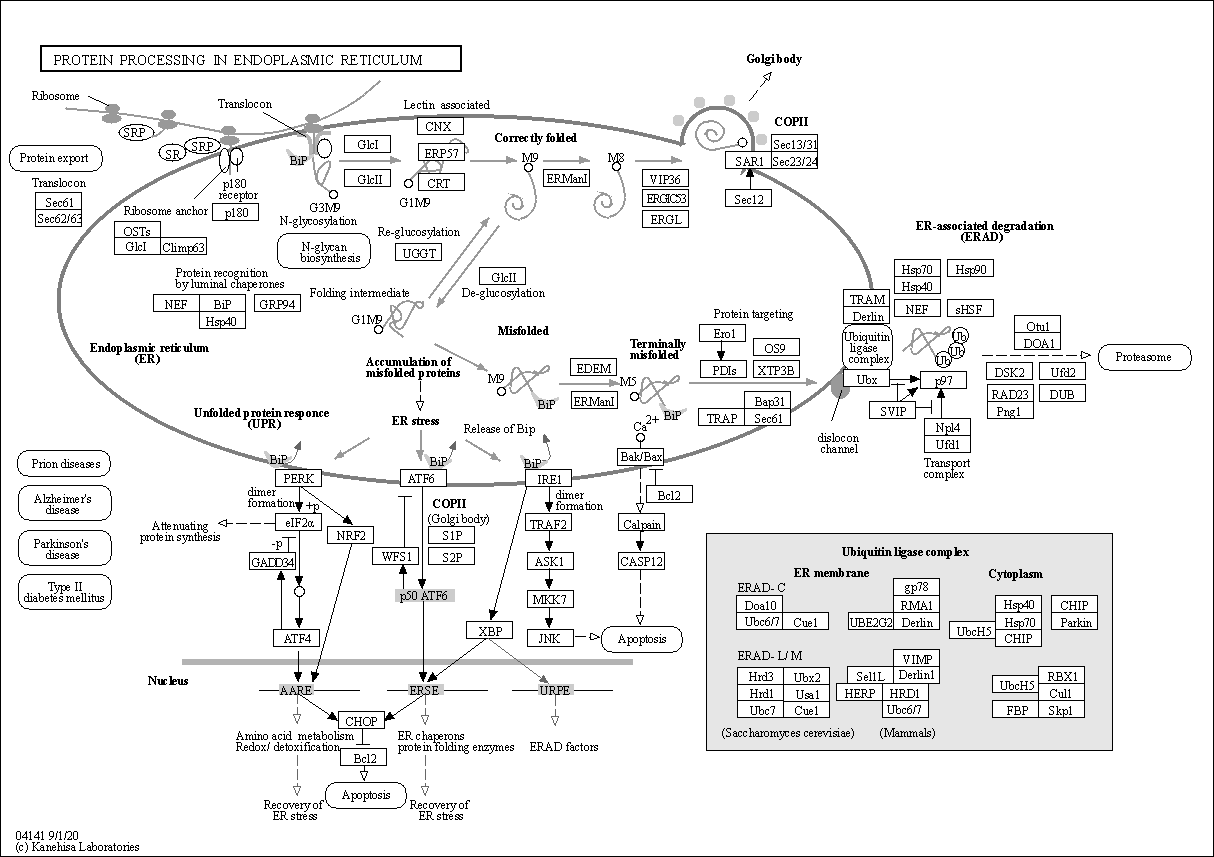 PROTEIN PROCESSING IN ENDOPLASMIC RETICULUM
Golgi body
Ribosome
Translocon
Lectin associated
SRP
SRP
SR
CNX
COPII
Protein export
BiP
GlcI
ERP57
Correctly folded
Sec13/31
M9
M8
SAR1
Sec23/24
Translocon
Sec61
Sec62/63
p180
receptor
p180
GlcII
CRT
ERManI
VIP36
ERGIC53
ERGL
Sec12
Ribosome anchor
G3M9
N-glycosylation
G1M9
OSTs
GlcI
Climp63
N-glycan
biosynthesis
Re-glucosylation
UGGT
ER-associated degradation
(ERAD)
Protein recognition
by luminal chaperones
NEF
BiP
GRP94
Hsp40
GlcII
De-glucosylation
Hsp70
Hsp90
Hsp40
NEF
sHSF
Folding intermediate
G1M9
TRAM
Derlin
Misfolded
Protein targeting
Ero1
OS9
PDIs
XTP3B
Ubiquitin
ligase
complex
Ub
Ub
Ub
Otu1
DOA1
Proteasome
Endoplasmic reticulum
(ER)
Accumulation of
misfolded proteins
Terminally
misfolded
M9
BiP
EDEM
ERManI
M5
BiP
Ubx
p97
DSK2
Ufd2
RAD23
DUB
Png1
Bap31
TRAP
Sec61
SVIP
dislocon
channel
Npl4
Ufd1
Transport
complex
Unfolded protein responce
(UPR)
ER stress
Release of Bip
Ca2+
Bak/Bax
Bcl2
Prion diseases
Alzheimer's
disease
Parkinson's
disease
Type II
diabetes mellitus
BiP
BiP
BiP
PERK
ATF6
IRE1
dimer
formation
+p
COPII
(Golgi body)
dimer
formation
Attenuating
protein synthesis
eIF2α
NRF2
S1P
S2P
TRAF2
Calpain
-p
GADD34
WFS1
ASK1
CASP12
p50 ATF6
MKK7
ATF4
XBP
JNK
Apoptosis
Nucleus
AARE
ERSE
URPE
CHOP
Amino acid metabolism
Redox/ detoxification
ER chaperons
protein folding enzymes
ERAD factors
Bcl2
Apoptosis
Recovery of
ER stress
Recovery of
ER stress
Ubiquitin ligase complex
ER membrane
Cytoplasm
ERAD- C
Doa10
Ubc6/7
Cue1
gp78
RMA1
UBE2G2
Derlin
Hsp40
Hsp70
UbcH5
CHIP
CHIP
Parkin
ERAD- L/ M
Hrd3
Ubx2
Hrd1
Usa1
Ubc7
Cue1
VIMP
Sel1L
Derlin1
HERP
HRD1
Ubc6/7
RBX1
UbcH5
Cul1
FBP
Skp1
(Saccharomyces cerevisiae)
(Mammals)
04141 9/1/20
(c) Kanehisa Laboratories